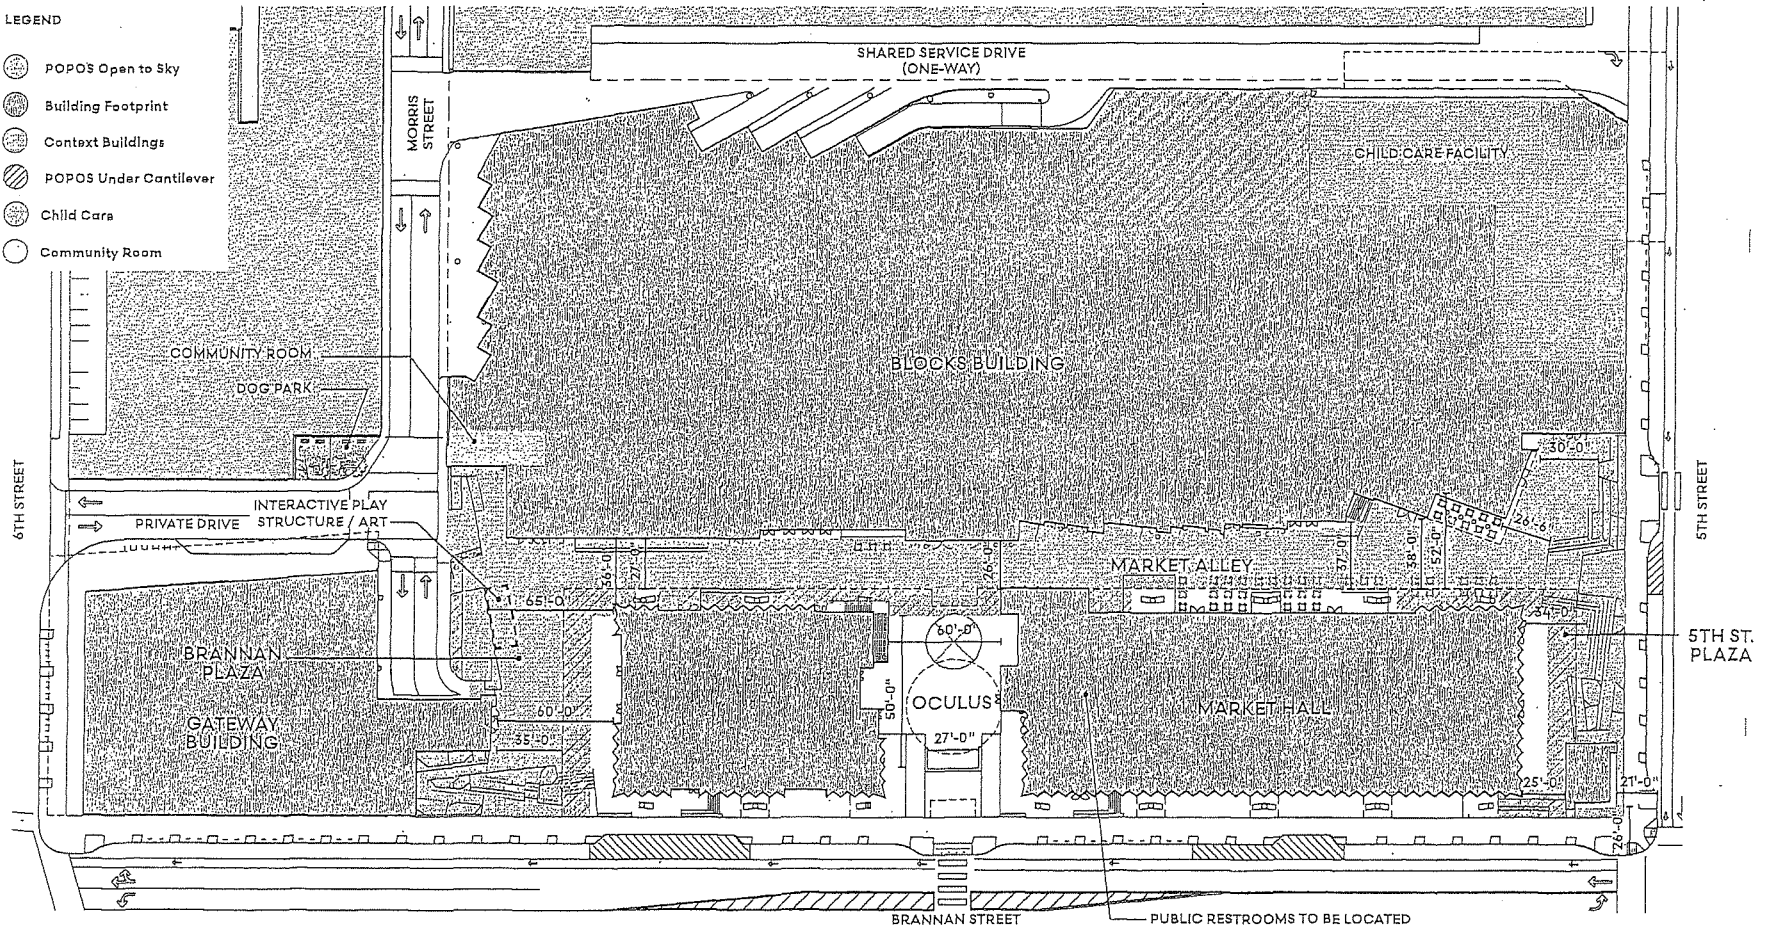 LEGEND
POPOS Open to Sky
Building Footprint
Context Buildings
POPOS Under Cantilever
Child Care
Community Room
SHARED SERVICE DRIVE
(ONE-WAY)
MORRIS
STREET
CHILD CARE FACILITY
COMMUNITY ROOM
DOG PARK
BLOCKS BUILDING
6TH STREET
5TH STREET
30'-0"
INTERACTIVE PLAY
STRUCTURE / ART
PRIVATE DRIVE
26'-6"
36'-0"
27'-0"
26'-0"
MARKET ALLEY
37'-0"
38'-0"
52'-0"
65'-0"
34'-0"
60'-0"
BRANNAN
PLAZA
5TH ST.
PLAZA
50'-0"
OCULUS
MARKET HALL
60'-0"
GATEWAY
BUILDING
35'-0"
27'-0"
25'-0"
21'-0"
26'-0"
BRANNAN STREET
PUBLIC RESTROOMS TO BE LOCATED